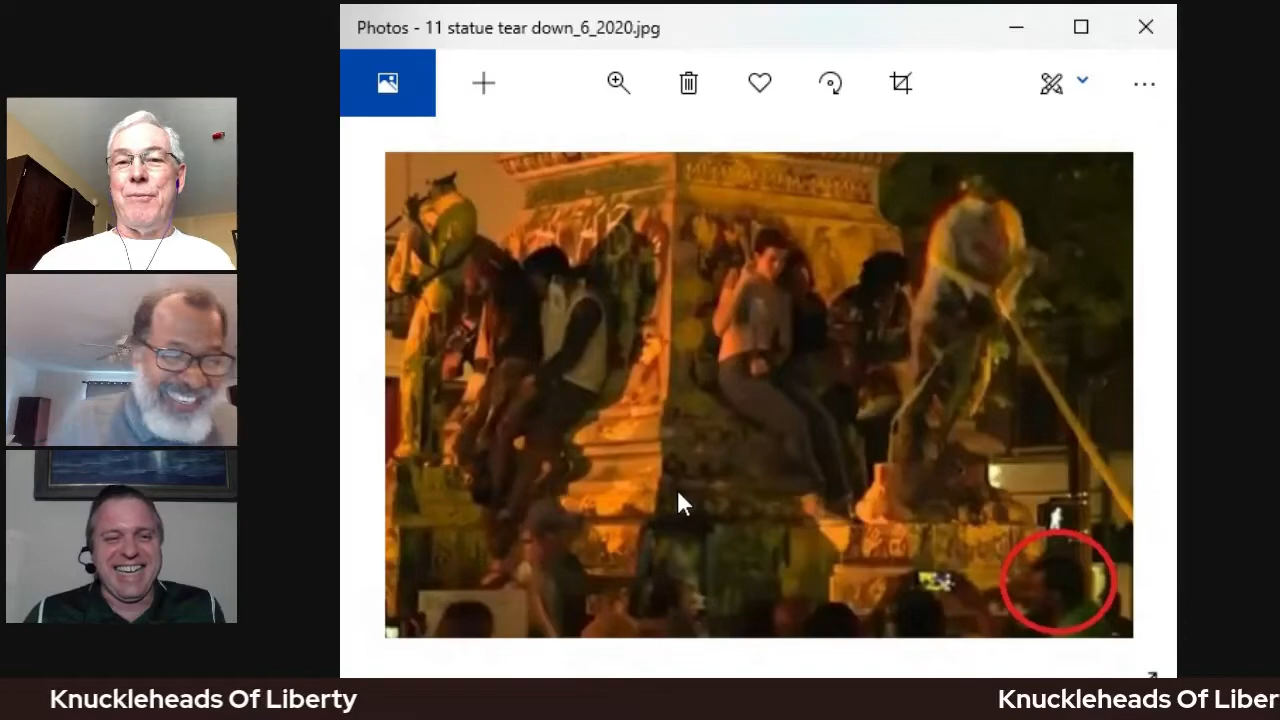 Photos - 11 statue tear down_6_2020.jpg
Knuckleheads Of Liberty
Knuckleheads Of Liber